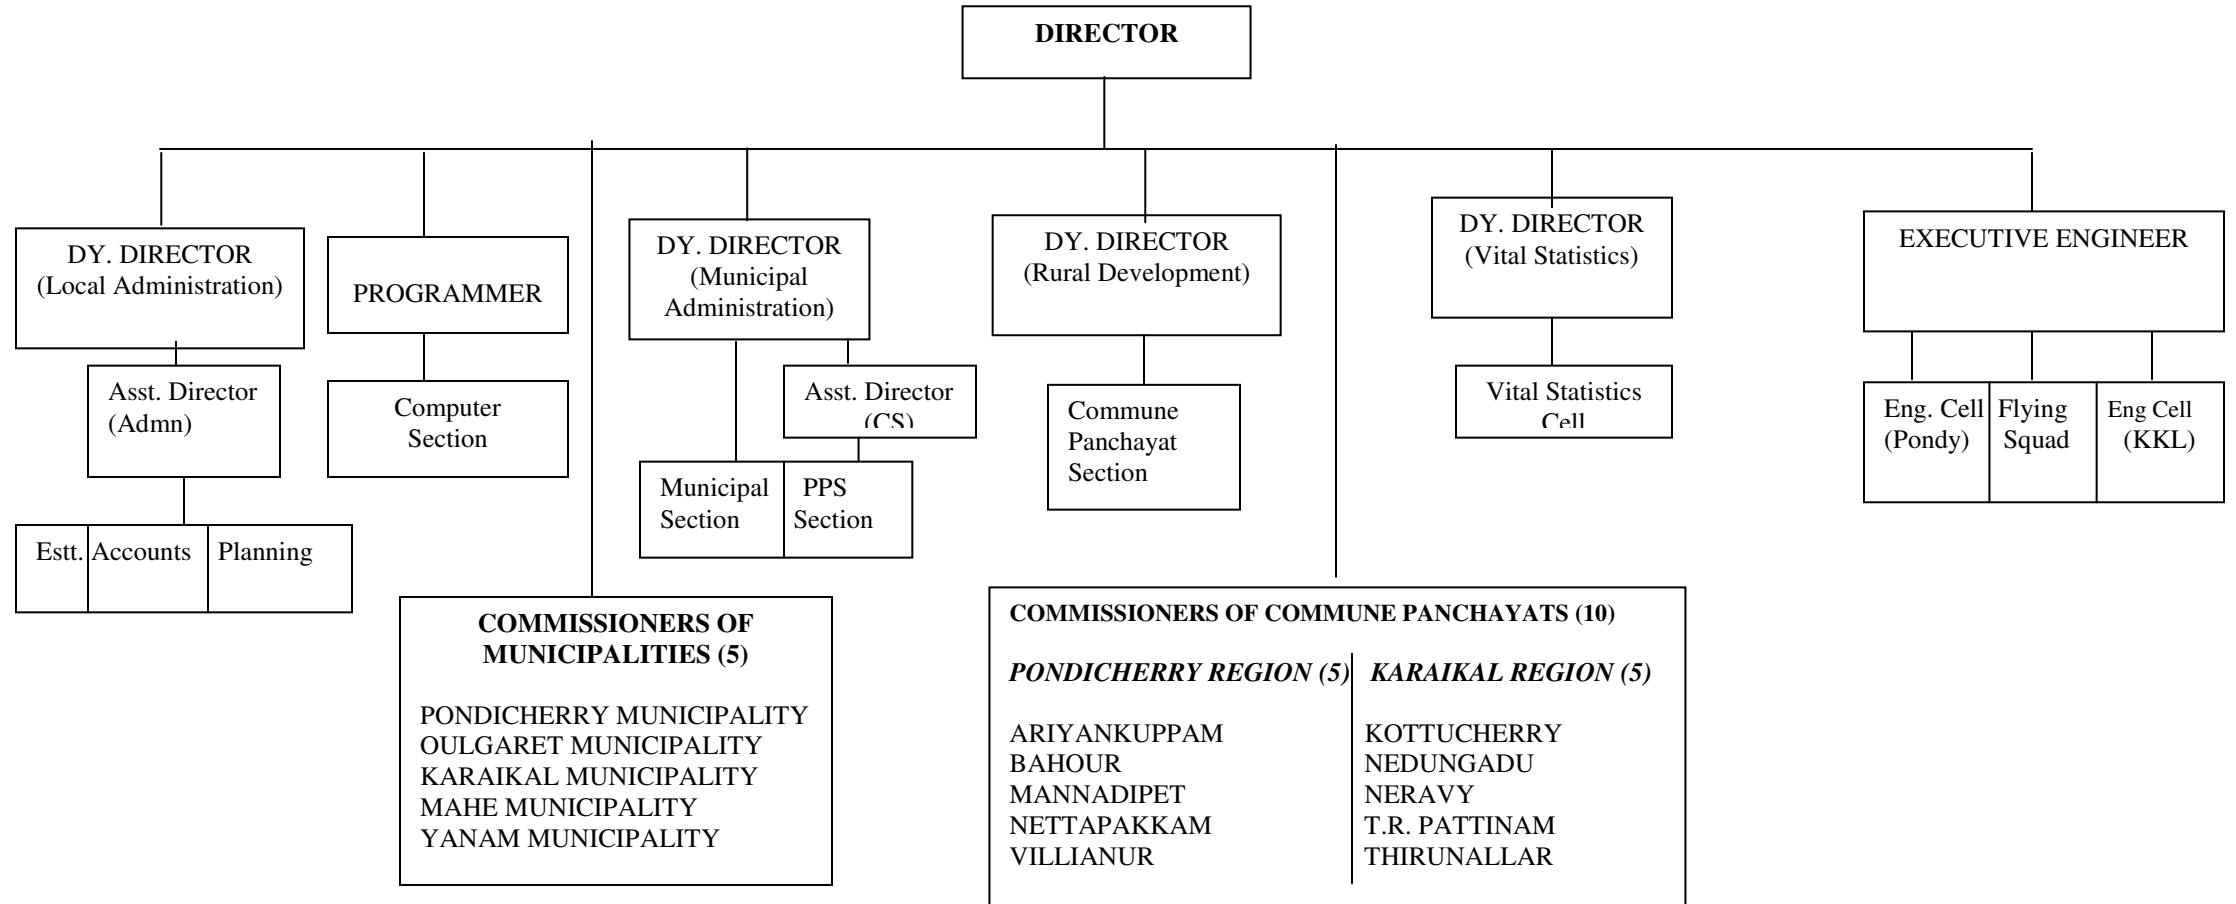 DIRECTOR
DY. DIRECTOR
(Local Administration)
PROGRAMMER
DY. DIRECTOR
(Municipal
Administration)
DY. DIRECTOR
(Rural Development)
DY. DIRECTOR
(Vital Statistics)
EXECUTIVE ENGINEER
Asst. Director
(Admn)
Computer
Section
Asst. Director
(CS)
Commune
Panchayat
Section
Vital Statistics
Cell
Eng. Cell
(Pondy)
Flying
Squad
Eng Cell
(KKL)
Municipal
Section
PPS
Section
Estt.
Accounts
Planning
COMMISSIONERS OF
MUNICIPALITIES (5)
PONDICHERRY MUNICIPALITY
OULGARET MUNICIPALITY
KARAIKAL MUNICIPALITY
MAHE MUNICIPALITY
YANAM MUNICIPALITY
COMMISSIONERS OF COMMUNE PANCHAYATS (10)
PONDICHERRY REGION (5)
ARIYANKUPPAM
BAHOUR
MANNADIPET
NETTAPAKKAM
VILLIANUR
KARAIKAL REGION (5)
KOTTUCHERRY
NEDUNGADU
NERAVY
T.R. PATTINAM
THIRUNALLAR